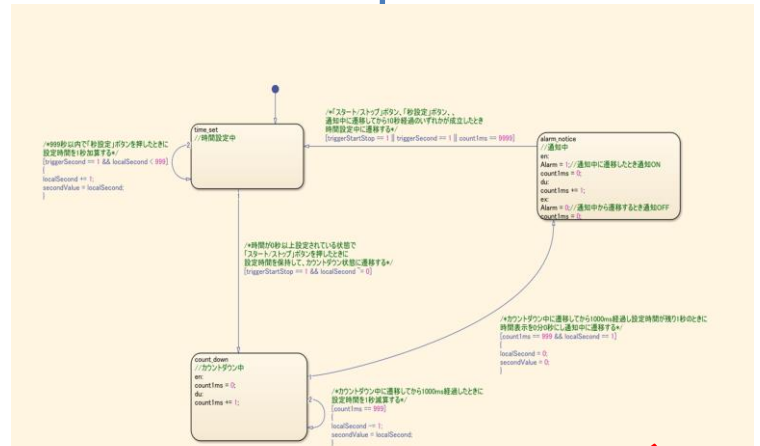 /*「スタート/ストップ」ボタン、「秒設定」ボタン、、
通知中に遷移してから10秒経過のいずれかが成立したとき
時間設定中に遷移する*/
[triggerStartStop == 1 || triggerSecond == 1 || count1ms == 9999]
time_set
//時間設定中
2
1
/*999秒以内で「秒設定」ボタンを押したときに
設定時間を1秒加算する*/
[triggerSecond == 1 && localSecond < 999]
{
localSecond += 1;
secondValue = localSecond;
}
alarm_notice
//通知中
en:
Alarm = 1;//通知中に遷移したとき通知ON
count1ms = 0;
du:
count1ms += 1;
ex:
Alarm = 0;//通知中から遷移するとき通知OFF
count1ms = 0;
/*時間が0秒以上設定されている状態で
「スタート/ストップ」ボタンを押したときに
設定時間を保持して、カウントダウン状態に遷移する*/
[triggerStartStop == 1 && localSecond ~= 0]
/*カウントダウン中に遷移してから1000ms経過し設定時間が残り1秒のときに
時間表示を0分0秒にし通知中に遷移する*/
[count1ms == 999 && localSecond == 1]
{
localSecond = 0;
secondValue = 0;
}
count_down
//カウントダウン中
en:
count1ms = 0;
du:
count1ms += 1;
1
2
/*カウントダウン中に遷移してから1000ms経過したときに
設定時間を1秒減算する*/
[count1ms == 999]
{
localSecond -= 1;
secondValue = localSecond;
}